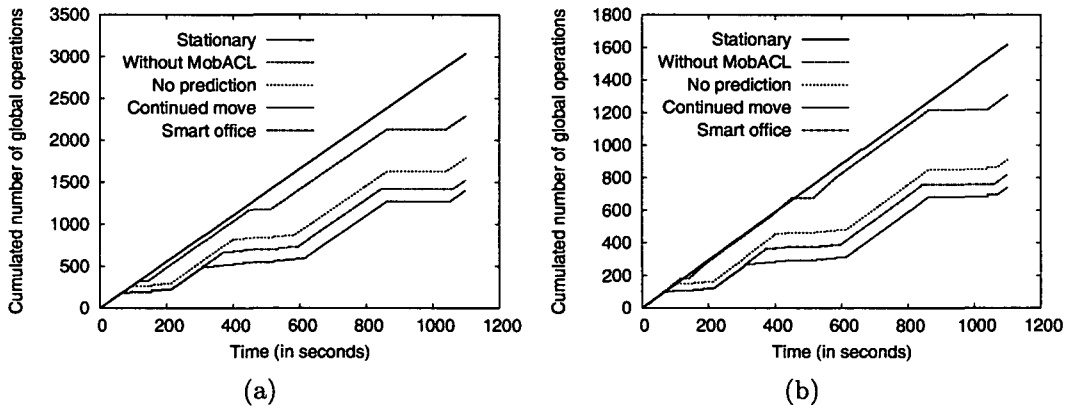 Cumulated number of global operations
3500
3000
2500
2000
1500
1000
500
0
Stationary
Without MobACL
No prediction
Continued move
Smart office
0 200 400 600 800 1000 1200
Time (in seconds)
(a)
Cumulated number of global operations
1800
1600
1400
1200
1000
800
600
400
200
0
Stationary
Without MobACL
No prediction
Continued move
Smart office
0 200 400 600 800 1000 1200
Time (in seconds)
(b)